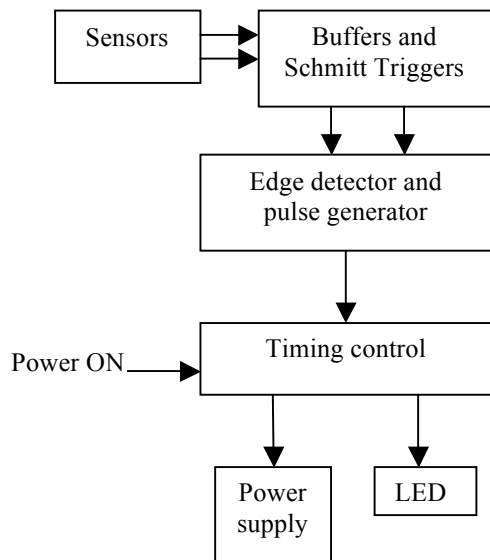 Sensors
Buffers and
Schmitt Triggers
Edge detector and
pulse generator
Timing control
Power ON
Power
supply
LED